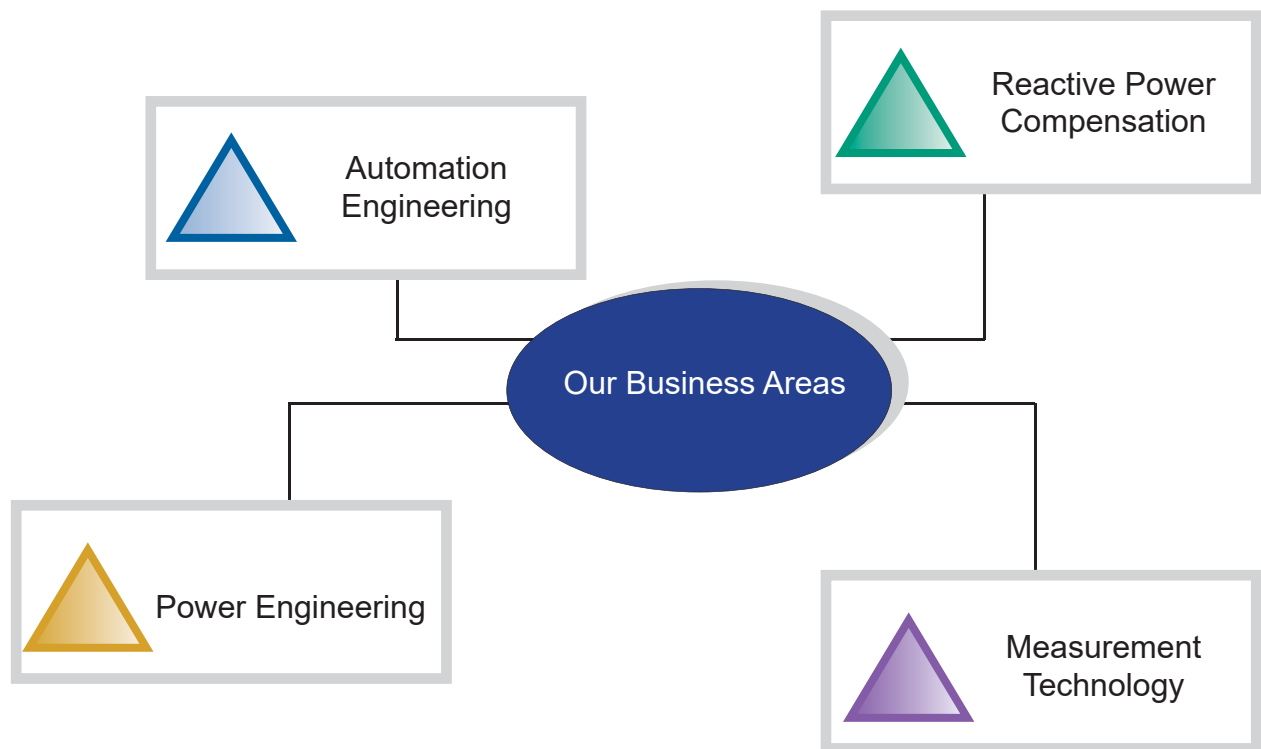 Reactive Power
Compensation
Automation
Engineering
Our Business Areas
Power Engineering
Measurement
Technology